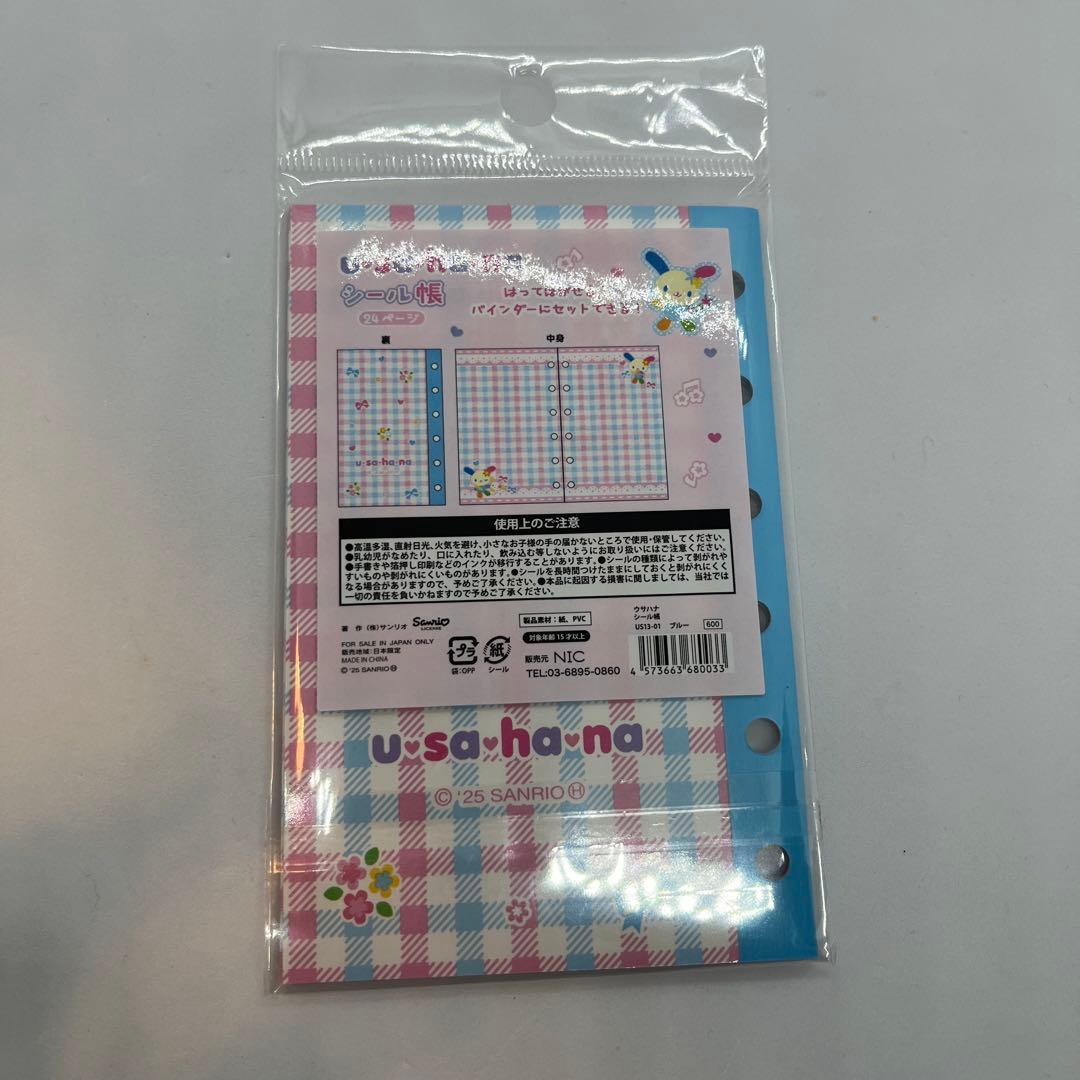 u•sa•ha•na
シール帳
24ページ
はってはがせる
バインダーにセットできる!
裏
中身
u・sa・ha・na
使用上のご注意
●高温多湿、直射日光、火気を避け、小さなお子様の手の届かないところで使用・保管してください。
●乳幼児がなめたり、口に入れたり、飲み込む等しないようにお取り扱いにはご注意ください。
●手書きや箔押し印刷などのインクが移行することがあります。●シールの種類によって剥がれや
すいものや剥がれにくいものがあります。●シールを長時間つけたままにしておくと剥がれにくく
なる場合がありますので、予めご了承ください。●本品に起因する損害に関しましては、当社では
一切の責任を負いかねますので予めご了承ください。
著 作 (株)サンリオ Sanrio LICENSE
FOR SALE IN JAPAN ONLY
販売地域:日本限定
MADE IN CHINA
© '25 SANRIO Ⓗ
プラ
袋:OPP
紙
シール
製品素材:紙、PVC
対象年齢15才以上
販売元 NIC
TEL:03-6895-0860
ウサハナ
シール帳
US13-01 ブルー 600
4 573663 680033
u♥sa♥ha♥na
© '25 SANRIO Ⓗ